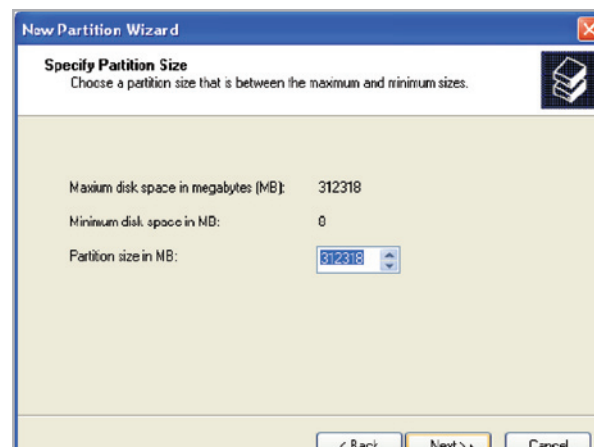 New Partition Wizard
Specify Partition Size
Choose a partition size that is between the maximum and minimum sizes.
Maxium disk space in megabytes (MB): 312318
Minimum disk space in MB: 8
Partition size in MB: 312318
< Back Next > Cancel